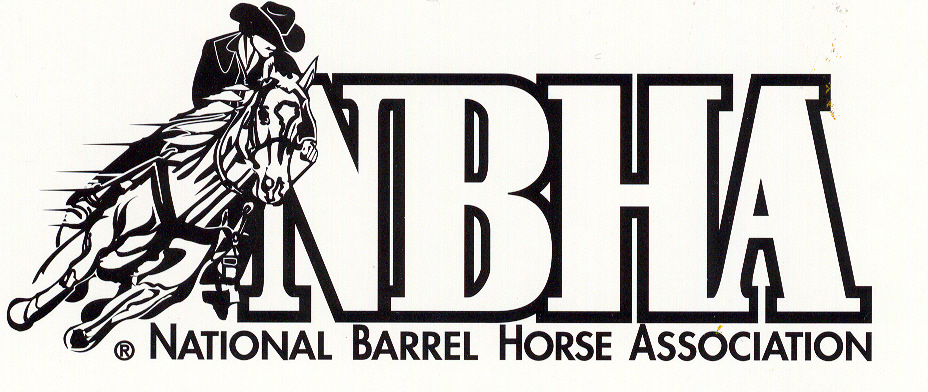 NBHA
® NATIONAL BARREL HORSE ASSOCIATION